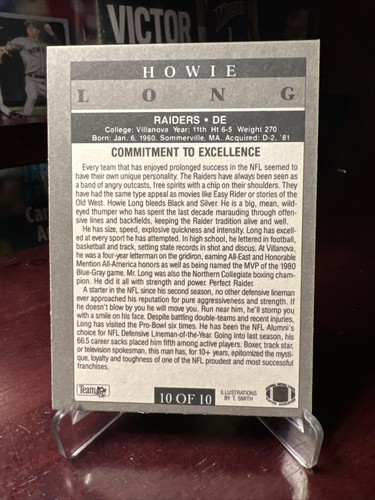 VICTOR
HOWIE
LONG
RAIDERS • DE
College: Villanova Year: 11th Ht 6-5 Weight 270
Born: Jan. 6, 1960, Sommerville, MA. Acquired: D-2, '81
COMMITMENT TO EXCELLENCE
Every team that has enjoyed prolonged success in the NFL seemed to
have their own unique personality. The Raiders have always been seen as
a band of angry outcasts, free spirits with a chip on their shoulders. They
have had the same type appeal as movies like Easy Rider or stories of the
Old West. Howie Long bleeds Black and Silver. He is a big, mean, wild-
eyed thumper who has spent the last decade marauding through offen-
sive lines and backfields, keeping the Raider tradition alive and well.
He has size, speed, explosive quickness and intensity. Long has excell-
ed at every sport he has attempted. In high school, he lettered in football,
basketball and track, setting state records in shot and discus. At Villanova,
he was a four-year letterman on the gridiron, earning All-East and Honorable
Mention All-America honors as well as being named the MVP of the 1980
Blue-Gray game. Mr. Long was also the Northern Collegiate boxing cham-
pion. He did it all with strength and power. Perfect Raider.
A starter in the NFL since his second season, no other defensive lineman
ever approached his reputation for pure aggressiveness and strength. If
he doesn't blow by you he will move you. Run near him, he'll stomp you
with a smile on his face. Despite battling double-teams and recent injuries,
Long has visited the Pro-Bowl six times. He has been the NFL Alumni's
choice for NFL Defensive Lineman-of-the-Year. Going into last season, his
66.5 career sacks placed him fifth among active players. Boxer, track star,
or television spokesman, this man has, for 10+ years, epitomized the mysti-
que, loyalty and toughness of one of the NFL proudest and most successful
franchises.
Team NFL
10 OF 10
ILLUSTRATIONS
BY T. SMITH